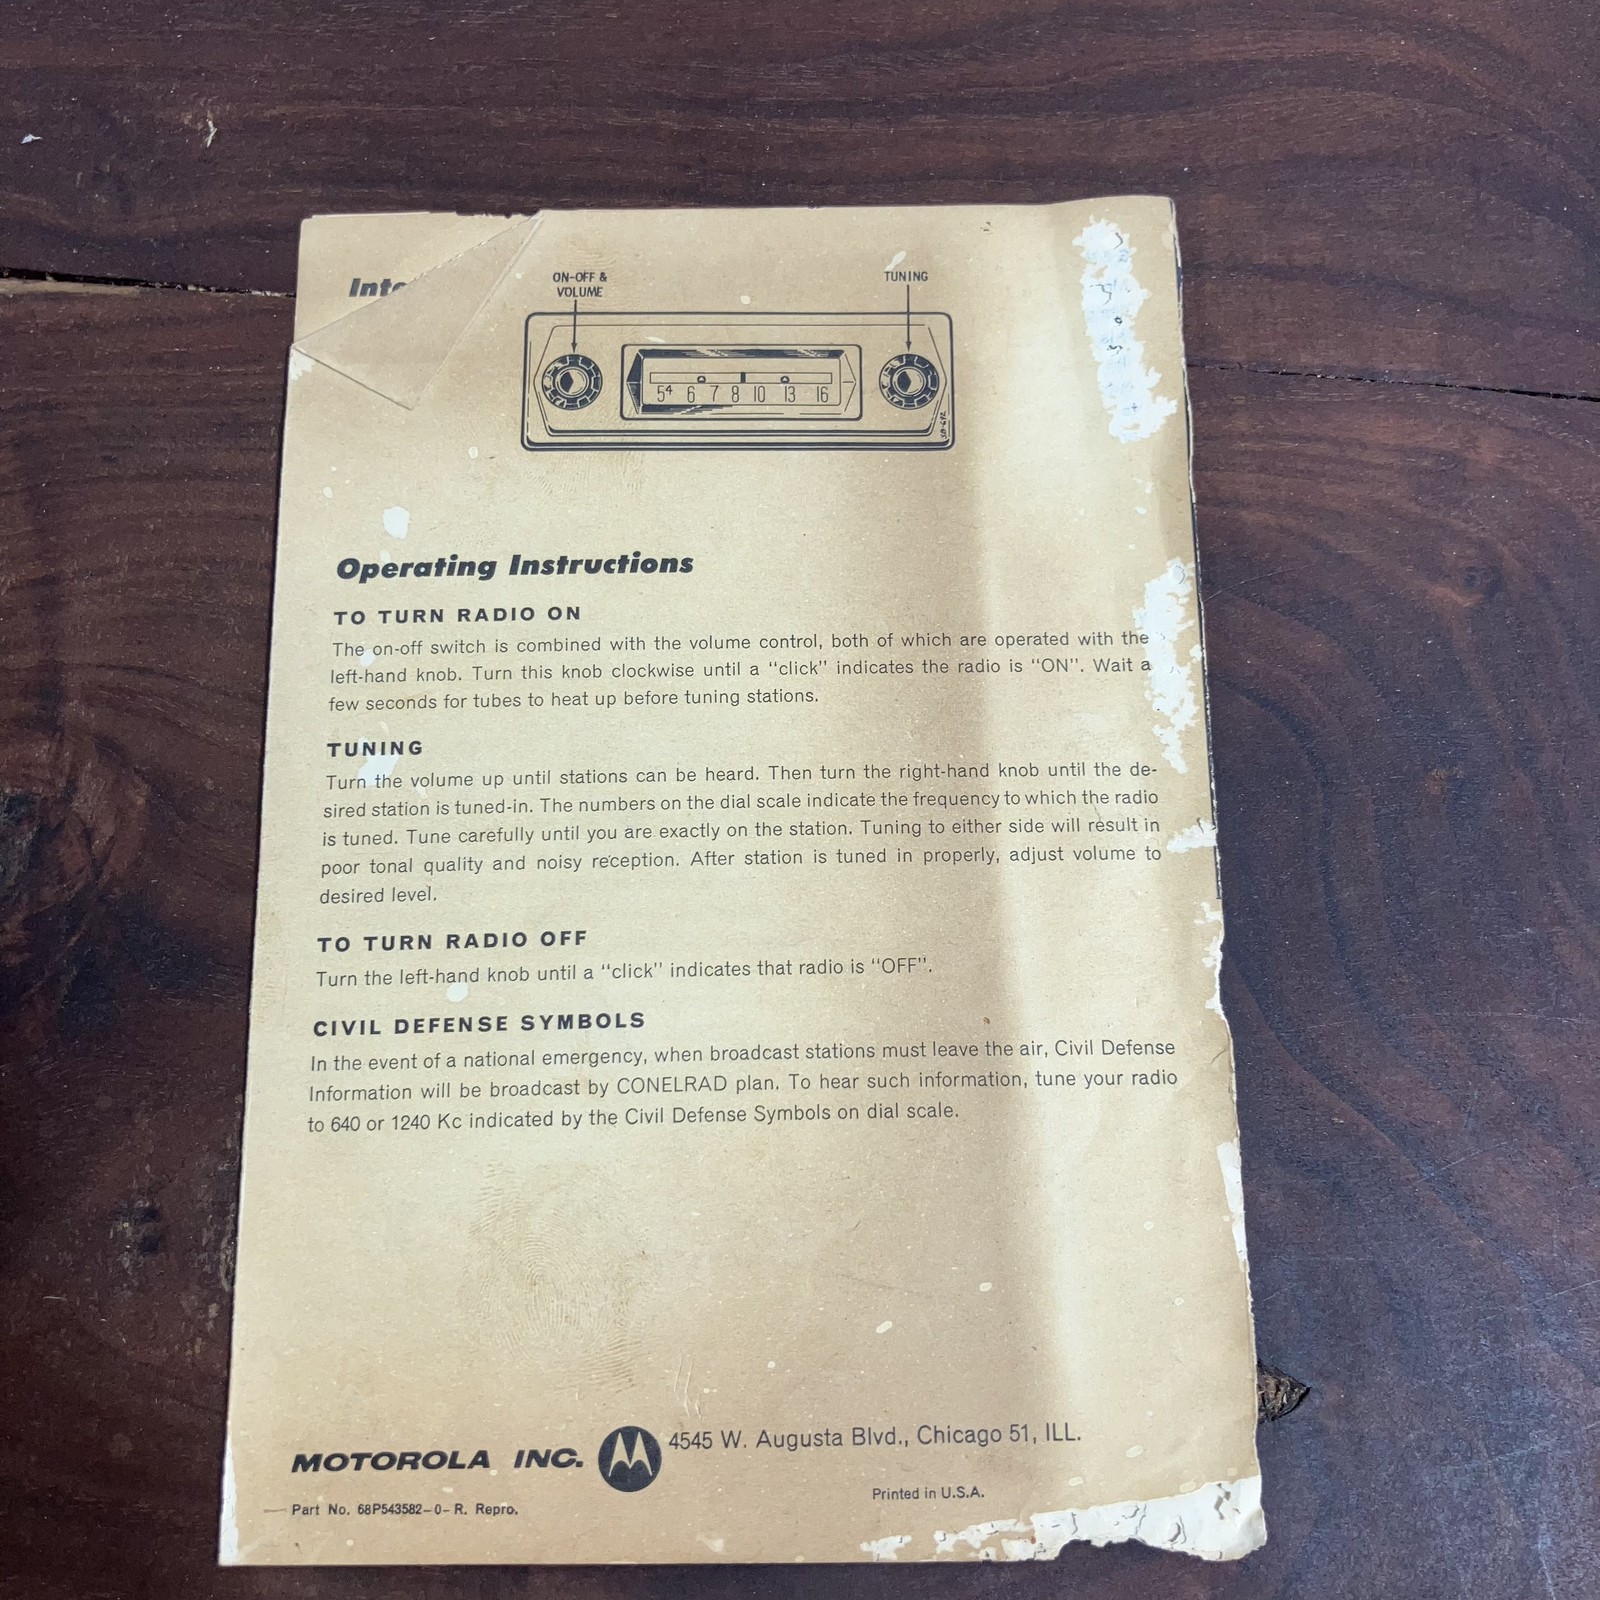 Inte
ON-OFF &
VOLUME
TUNING
5⁴ 6 7 8 10 13 16
Operating Instructions
TO TURN RADIO ON
The on-off switch is combined with the volume control, both of which are operated with the
left-hand knob. Turn this knob clockwise until a "click" indicates the radio is "ON". Wait a
few seconds for tubes to heat up before tuning stations.
TUNING
Turn the volume up until stations can be heard. Then turn the right-hand knob until the de-
sired station is tuned-in. The numbers on the dial scale indicate the frequency to which the radio
is tuned. Tune carefully until you are exactly on the station. Tuning to either side will result in
poor tonal quality and noisy reception. After station is tuned in properly, adjust volume to
desired level.
TO TURN RADIO OFF
Turn the left-hand knob until a "click" indicates that radio is "OFF".
CIVIL DEFENSE SYMBOLS
In the event of a national emergency, when broadcast stations must leave the air, Civil Defense
Information will be broadcast by CONELRAD plan. To hear such information, tune your radio
to 640 or 1240 Kc indicated by the Civil Defense Symbols on dial scale.
MOTOROLA INC. 4545 W. Augusta Blvd., Chicago 51, ILL.
Printed in U.S.A.
Part No. 68P543582-0-R. Repro.